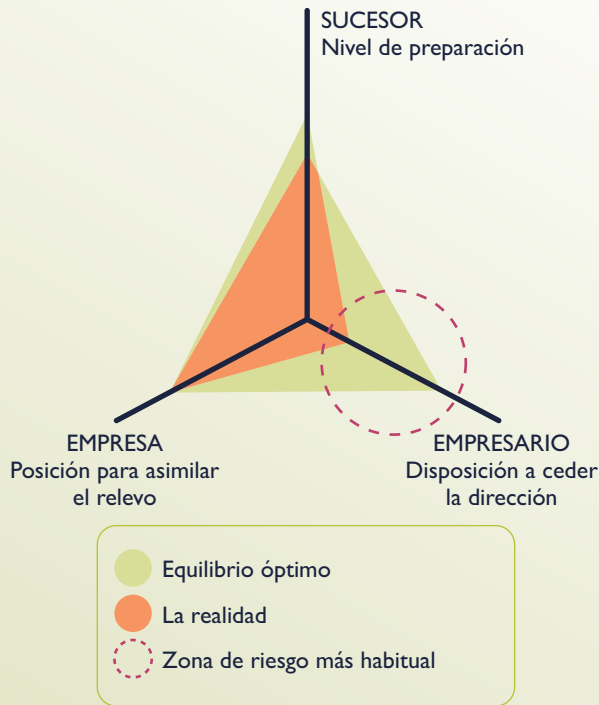 SUCESOR
Nivel de preparación
EMPRESA
Posición para asimilar
el relevo
EMPRESARIO
Disposición a ceder
la dirección
Equilibrio óptimo
La realidad
Zona de riesgo más habitual